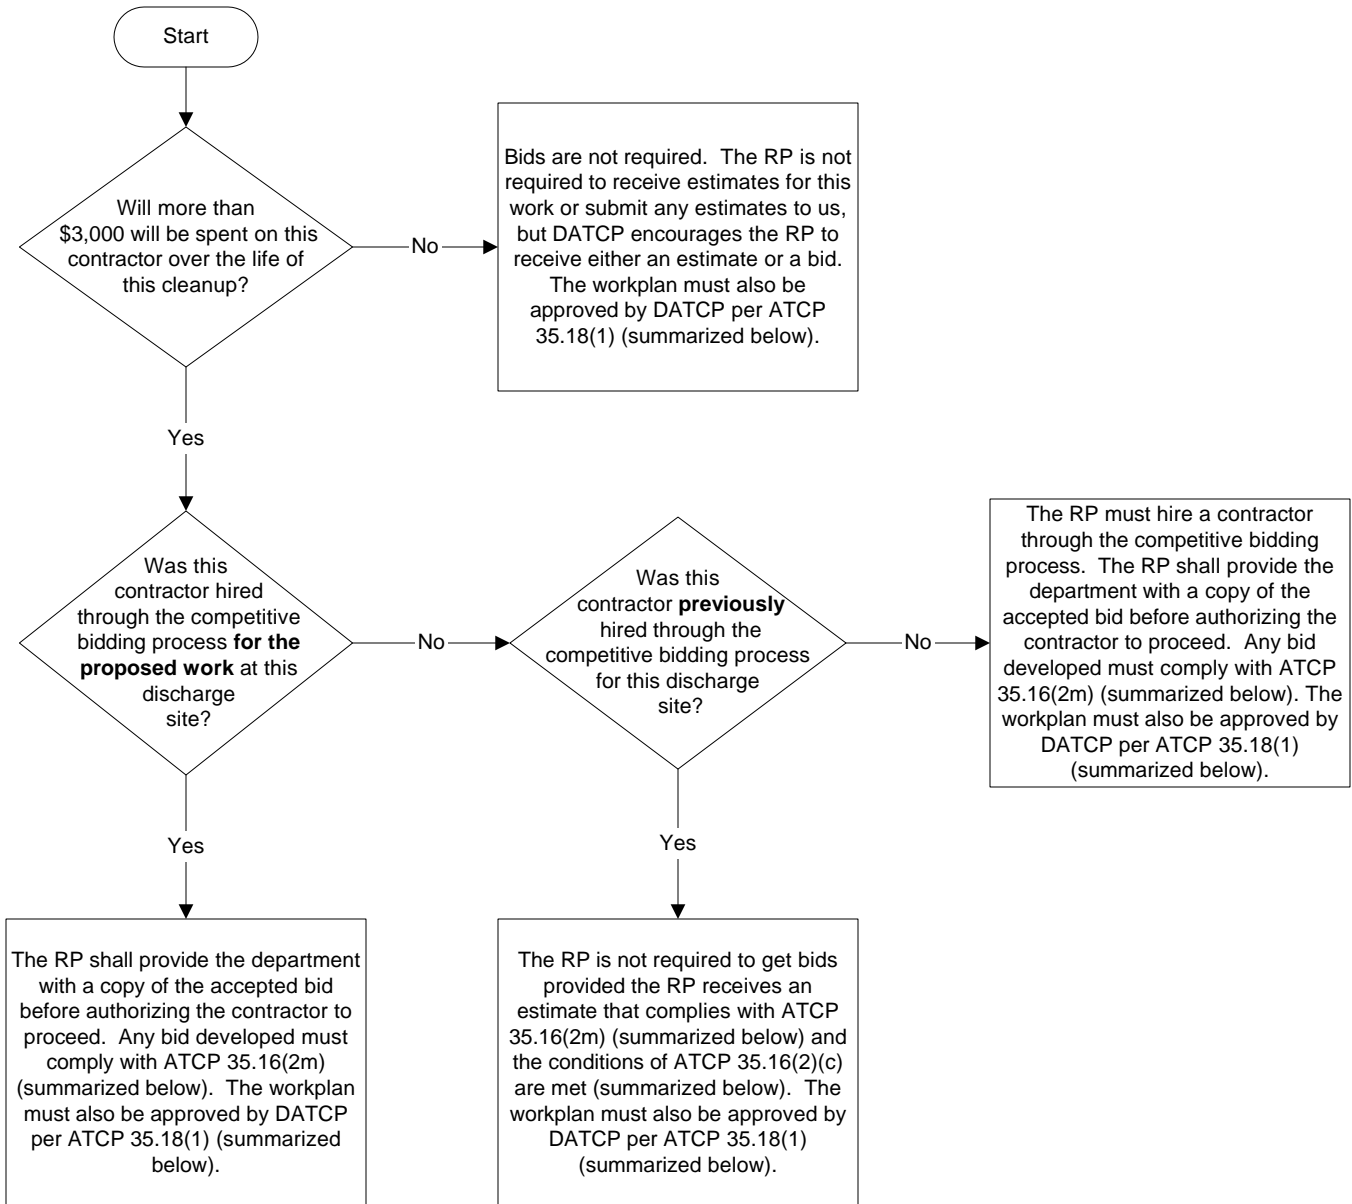 Start
Will more than
$3,000 will be spent on this
contractor over the life of
this cleanup?
No
Bids are not required.  The RP is not
required to receive estimates for this
work or submit any estimates to us,
but DATCP encourages the RP to
receive either an estimate or a bid.
The workplan must also be
approved by DATCP per ATCP
35.18(1) (summarized below).
Yes
Was this
contractor hired
through the competitive
bidding process for the
proposed work at this
discharge
site?
No
Was this
contractor previously
hired through the
competitive bidding process
for this discharge
site?
No
The RP must hire a contractor
through the competitive bidding
process.  The RP shall provide the
department with a copy of the
accepted bid before authorizing the
contractor to proceed.  Any bid
developed must comply with ATCP
35.16(2m) (summarized below). The
workplan must also be approved by
DATCP per ATCP 35.18(1)
(summarized below).
Yes
The RP shall provide the department
with a copy of the accepted bid
before authorizing the contractor to
proceed.  Any bid developed must
comply with ATCP 35.16(2m)
(summarized below).  The workplan
must also be approved by DATCP
per ATCP 35.18(1) (summarized
below).
Yes
The RP is not required to get bids
provided the RP receives an
estimate that complies with ATCP
35.16(2m) (summarized below) and
the conditions of ATCP 35.16(2)(c)
are met (summarized below).  The
workplan must also be approved by
DATCP per ATCP 35.18(1)
(summarized below).